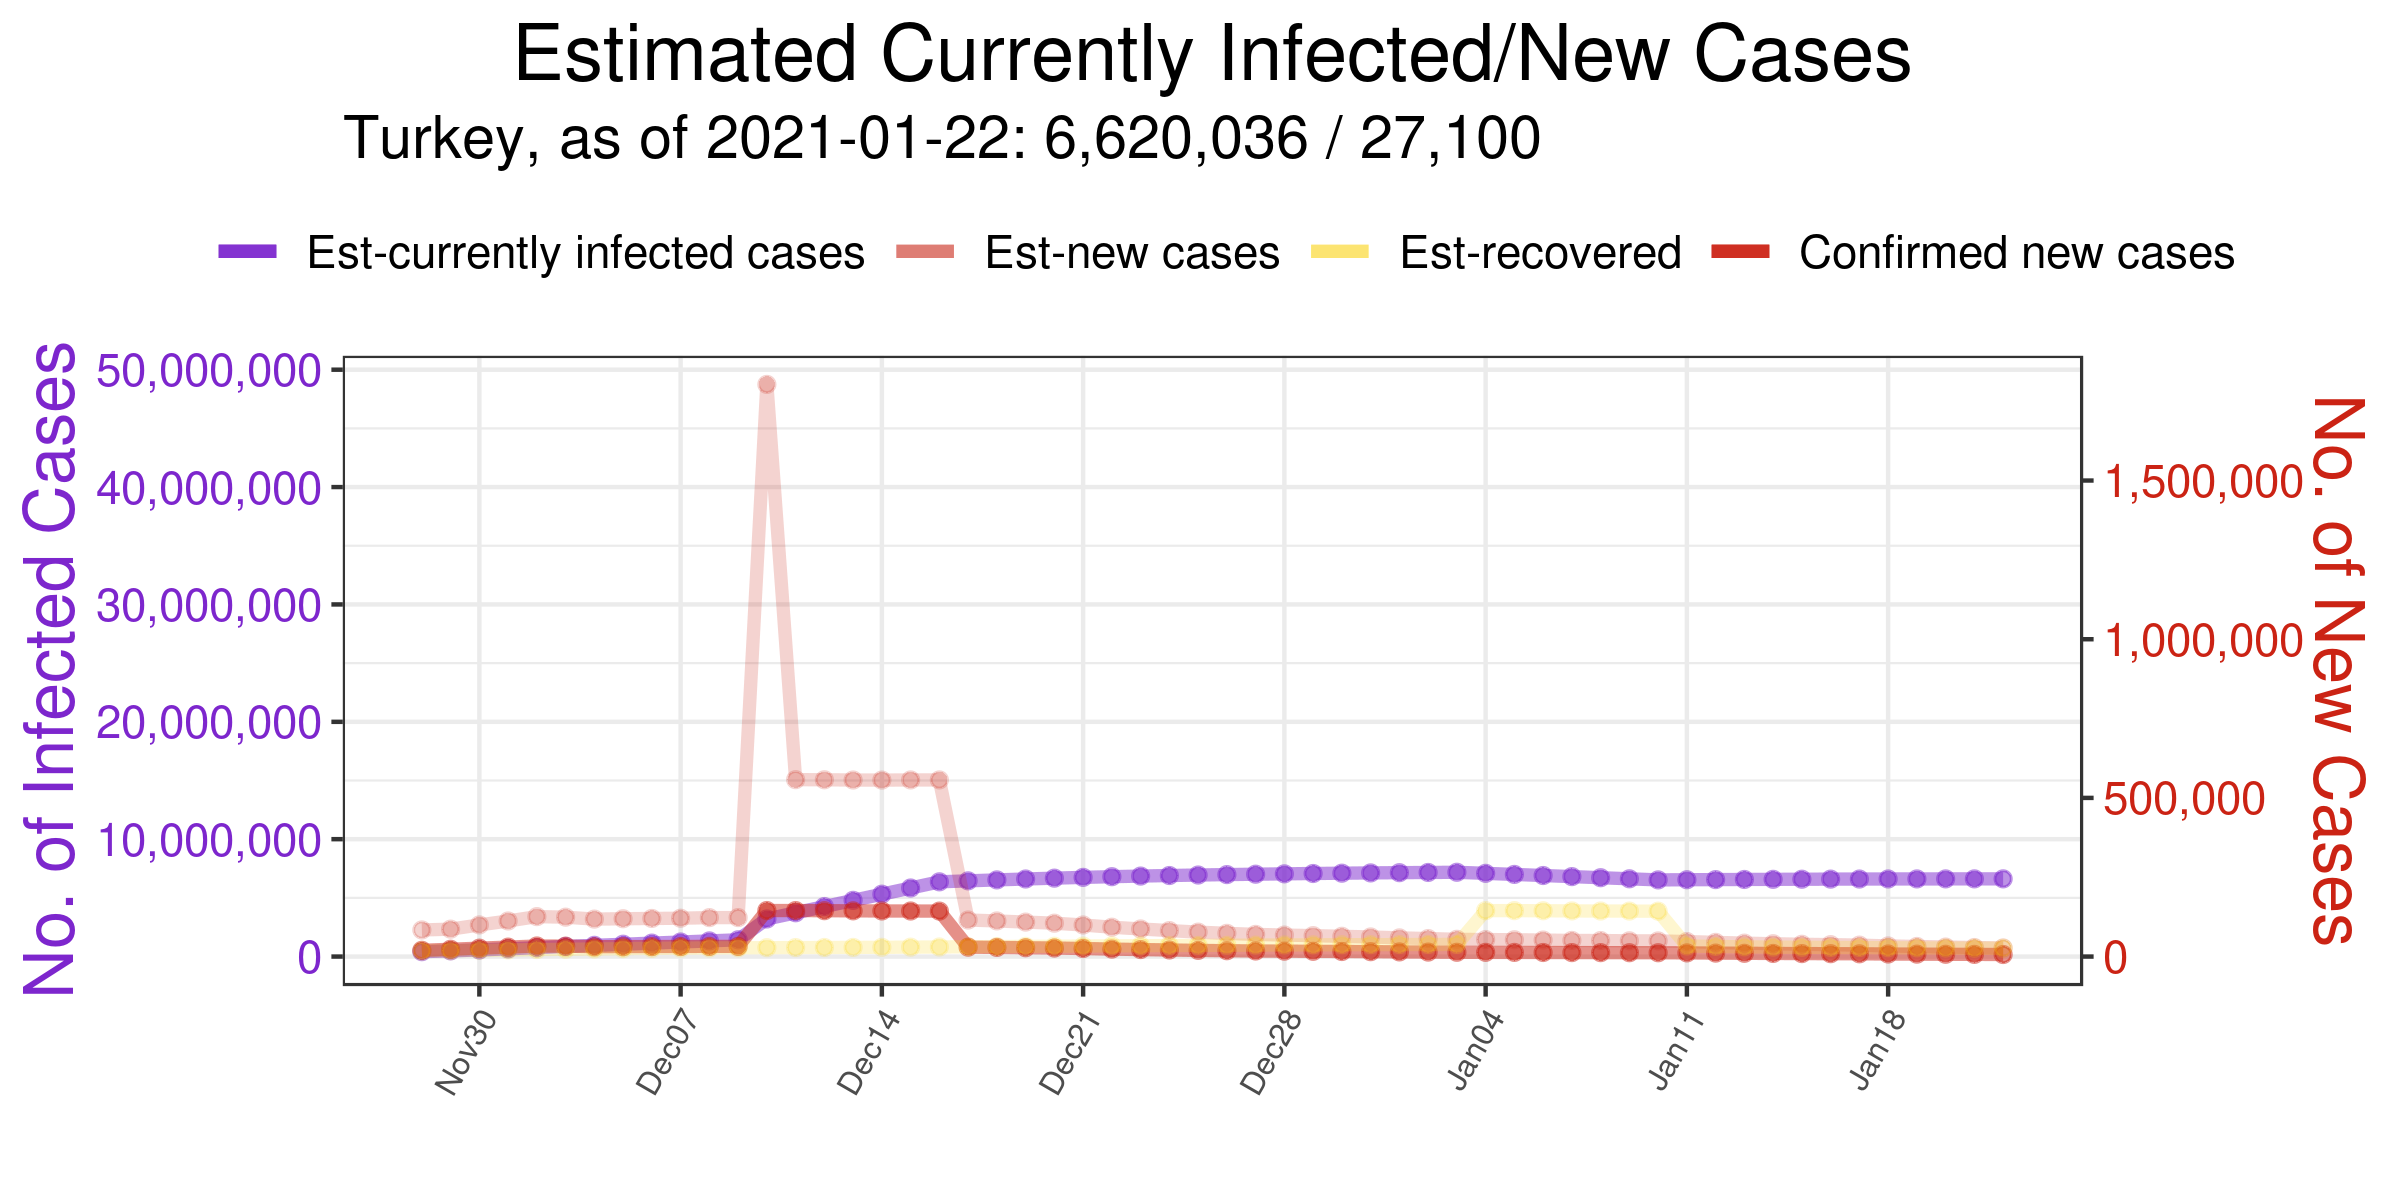 Estimated Currently Infected/New Cases
Turkey, as of 2021-01-22: 6,620,036 / 27,100
Est-currently infected cases Est-new cases Est-recovered Confirmed new cases
No. of Infected Cases
50,000,000
40,000,000
30,000,000
20,000,000
10,000,000
0
1,500,000
1,000,000
500,000
0
No. of New Cases
Nov30 Dec07 Dec14 Dec21 Dec28 Jan04 Jan11 Jan18